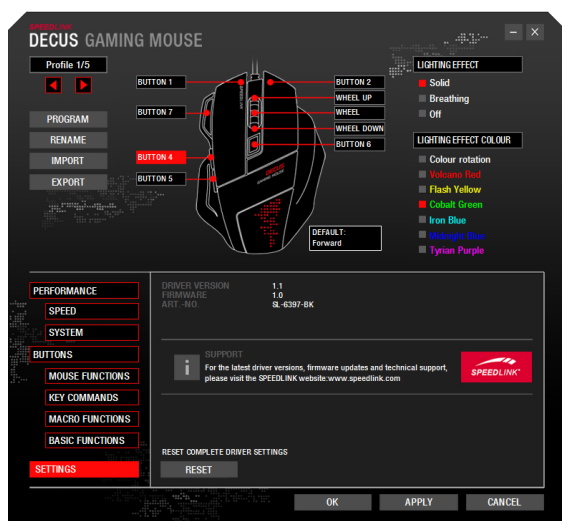 SPEEDLINK
DECUS GAMING MOUSE
Profile 1/5
PROGRAM
RENAME
IMPORT
EXPORT
BUTTON 1
BUTTON 7
BUTTON 4
BUTTON 5
BUTTON 2
WHEEL UP
WHEEL
WHEEL DOWN
BUTTON 6
SPEEDLINK
DECUS
GAMING MOUSE
DEFAULT:
Forward
LIGHTING EFFECT
Solid
Breathing
Off
LIGHTING EFFECT COLOUR
Colour rotation
Volcano Red
Flash Yellow
Cobalt Green
Iron Blue
Midnight Blue
Tyrian Purple
PERFORMANCE
SPEED
SYSTEM
BUTTONS
MOUSE FUNCTIONS
KEY COMMANDS
MACRO FUNCTIONS
BASIC FUNCTIONS
SETTINGS
DRIVER VERSION 1.1
FIRMWARE 1.0
ART.-NO. SL-6397-BK
i
SUPPORT
For the latest driver versions, firmware updates and technical support,
please visit the SPEEDLINK website:www.speedlink.com
SPEEDLINK
RESET COMPLETE DRIVER SETTINGS
RESET
OK
APPLY
CANCEL